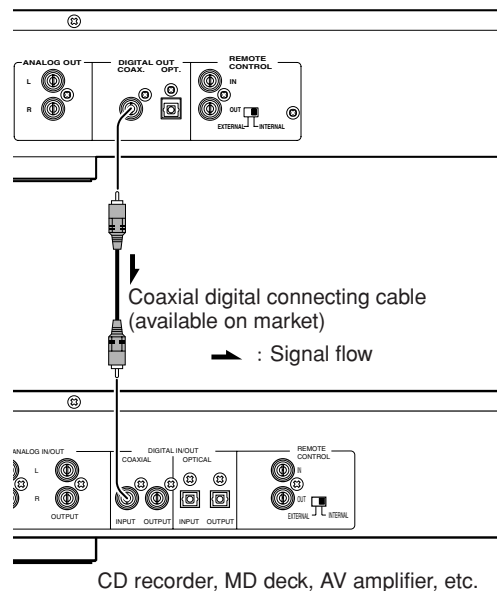 ANALOG OUT DIGITAL OUT REMOTE
COAX. OPT. CONTROL
L IN
R OUT
EXTERNAL INTERNAL
Coaxial digital connecting cable
(available on market)
: Signal flow
ANALOG IN/OUT DIGITAL IN/OUT REMOTE
COAXIAL OPTICAL CONTROL
L IN
R OUT
OUTPUT INPUT OUTPUT INPUT OUTPUT EXTERNAL INTERNAL
CD recorder, MD deck, AV amplifier, etc.